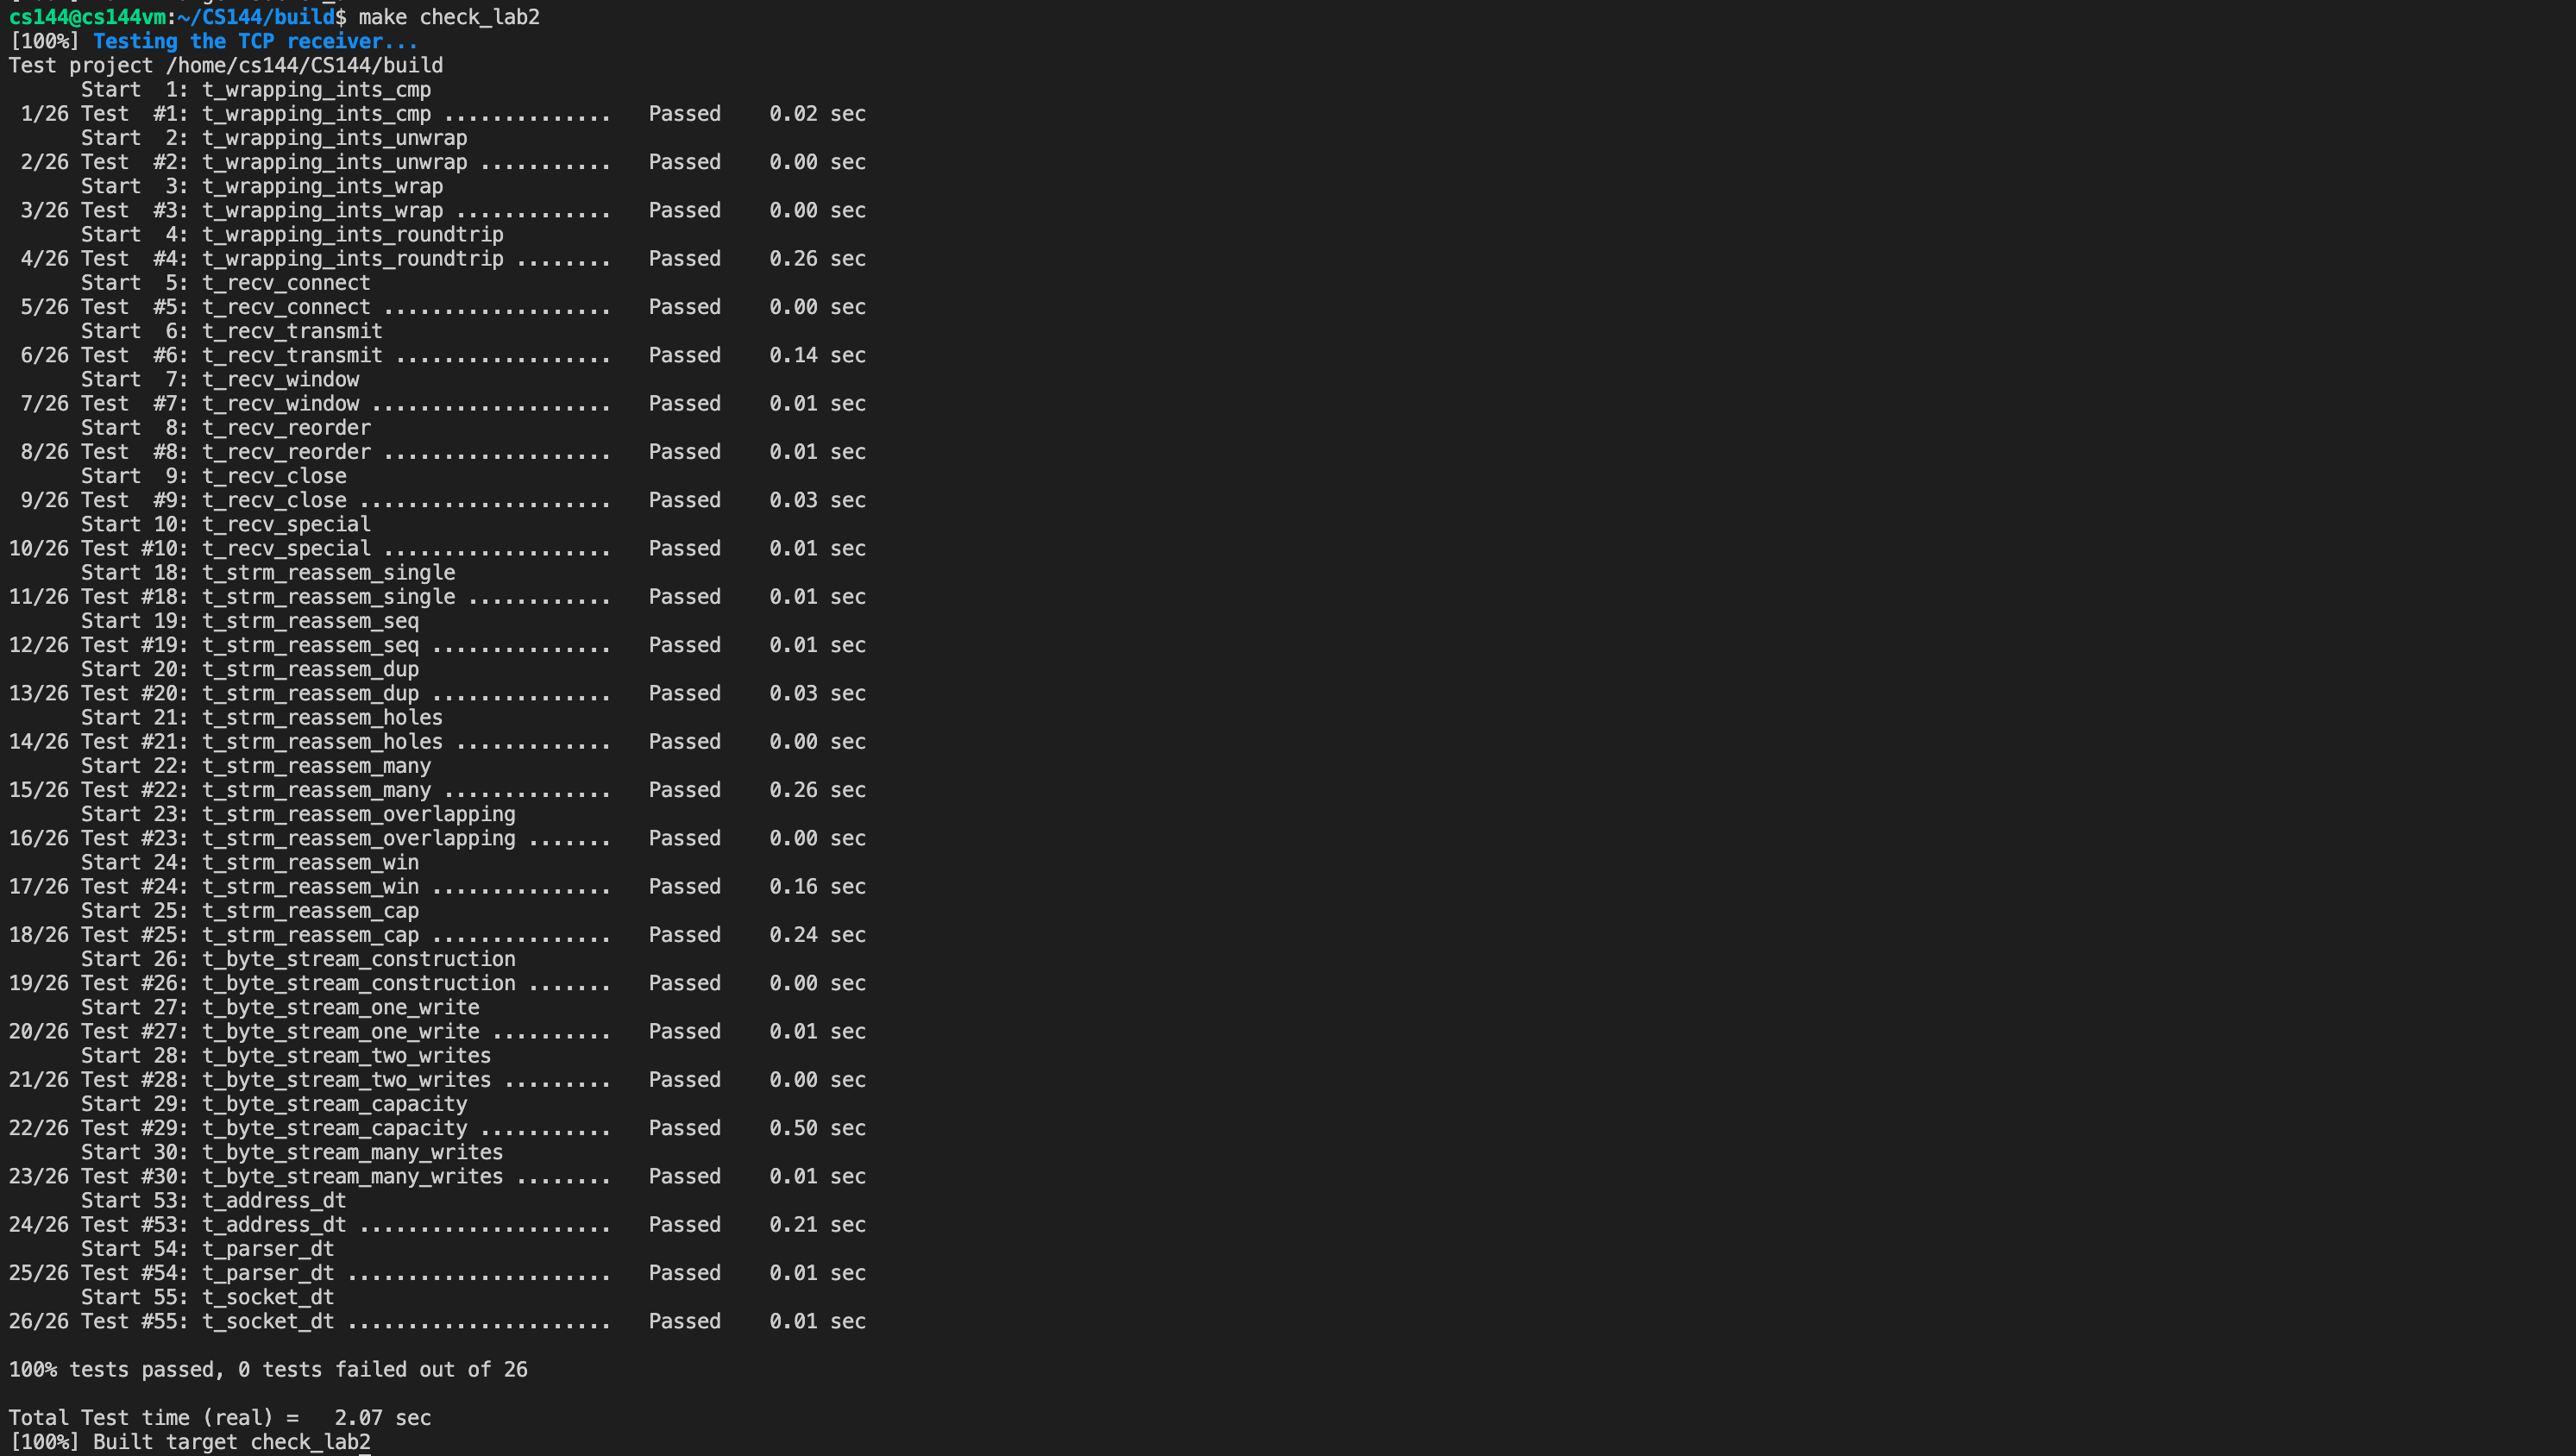 cs144@cs144vm:~/CS144/build$ make check_lab2
[100%] Testing the TCP receiver...
Test project /home/cs144/CS144/build
      Start  1: t_wrapping_ints_cmp
 1/26 Test  #1: t_wrapping_ints_cmp ..............   Passed    0.02 sec
      Start  2: t_wrapping_ints_unwrap
 2/26 Test  #2: t_wrapping_ints_unwrap ...........   Passed    0.00 sec
      Start  3: t_wrapping_ints_wrap
 3/26 Test  #3: t_wrapping_ints_wrap .............   Passed    0.00 sec
      Start  4: t_wrapping_ints_roundtrip
 4/26 Test  #4: t_wrapping_ints_roundtrip ........   Passed    0.26 sec
      Start  5: t_recv_connect
 5/26 Test  #5: t_recv_connect ...................   Passed    0.00 sec
      Start  6: t_recv_transmit
 6/26 Test  #6: t_recv_transmit ..................   Passed    0.14 sec
      Start  7: t_recv_window
 7/26 Test  #7: t_recv_window ....................   Passed    0.01 sec
      Start  8: t_recv_reorder
 8/26 Test  #8: t_recv_reorder ...................   Passed    0.01 sec
      Start  9: t_recv_close
 9/26 Test  #9: t_recv_close .....................   Passed    0.03 sec
      Start 10: t_recv_special
10/26 Test #10: t_recv_special ...................   Passed    0.01 sec
      Start 18: t_strm_reassem_single
11/26 Test #18: t_strm_reassem_single ............   Passed    0.01 sec
      Start 19: t_strm_reassem_seq
12/26 Test #19: t_strm_reassem_seq ...............   Passed    0.01 sec
      Start 20: t_strm_reassem_dup
13/26 Test #20: t_strm_reassem_dup ...............   Passed    0.03 sec
      Start 21: t_strm_reassem_holes
14/26 Test #21: t_strm_reassem_holes .............   Passed    0.00 sec
      Start 22: t_strm_reassem_many
15/26 Test #22: t_strm_reassem_many ..............   Passed    0.26 sec
      Start 23: t_strm_reassem_overlapping
16/26 Test #23: t_strm_reassem_overlapping .......   Passed    0.00 sec
      Start 24: t_strm_reassem_win
17/26 Test #24: t_strm_reassem_win ...............   Passed    0.16 sec
      Start 25: t_strm_reassem_cap
18/26 Test #25: t_strm_reassem_cap ...............   Passed    0.24 sec
      Start 26: t_byte_stream_construction
19/26 Test #26: t_byte_stream_construction .......   Passed    0.00 sec
      Start 27: t_byte_stream_one_write
20/26 Test #27: t_byte_stream_one_write ..........   Passed    0.01 sec
      Start 28: t_byte_stream_two_writes
21/26 Test #28: t_byte_stream_two_writes .........   Passed    0.00 sec
      Start 29: t_byte_stream_capacity
22/26 Test #29: t_byte_stream_capacity ...........   Passed    0.50 sec
      Start 30: t_byte_stream_many_writes
23/26 Test #30: t_byte_stream_many_writes ........   Passed    0.01 sec
      Start 53: t_address_dt
24/26 Test #53: t_address_dt .....................   Passed    0.21 sec
      Start 54: t_parser_dt
25/26 Test #54: t_parser_dt ......................   Passed    0.01 sec
      Start 55: t_socket_dt
26/26 Test #55: t_socket_dt ......................   Passed    0.01 sec

100% tests passed, 0 tests failed out of 26

Total Test time (real) =   2.07 sec
[100%] Built target check_lab2